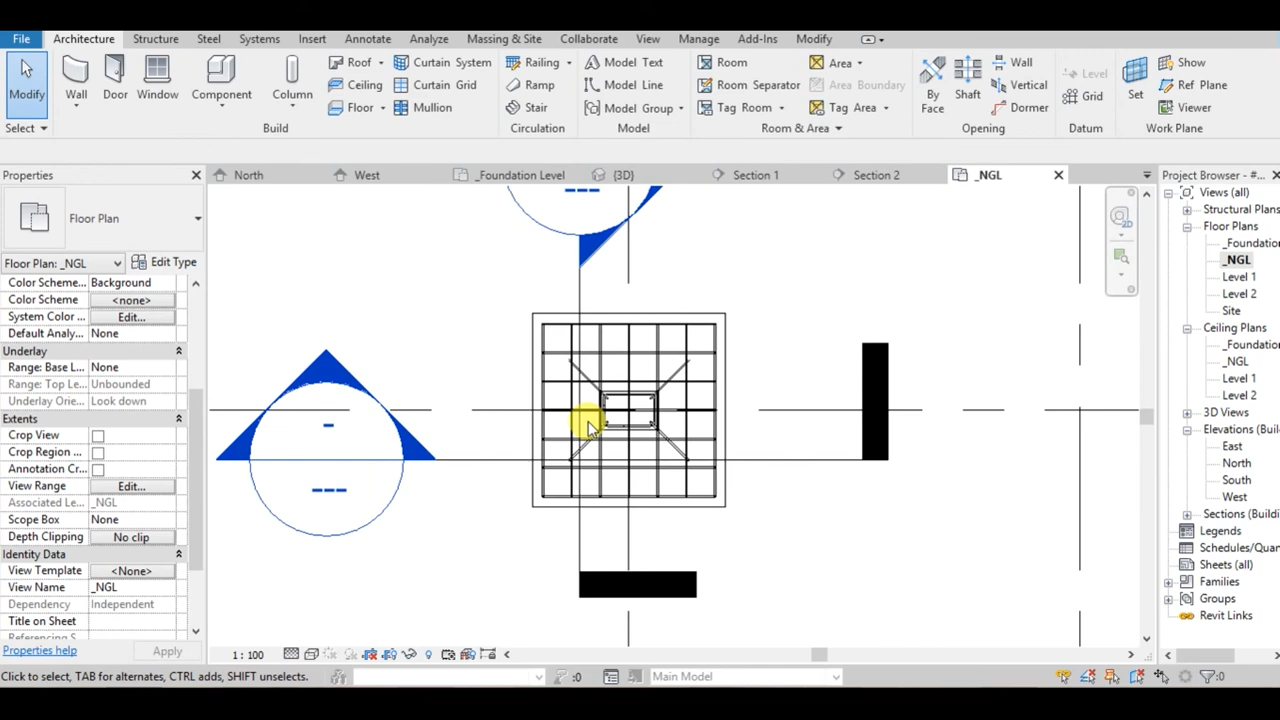 File Architecture Structure Steel Systems Insert Annotate Analyze Massing & Site Collaborate View Manage Add-Ins Modify
Modify
Wall
Door
Window
Component
Column
Roof
Ceiling
Floor
Curtain System
Curtain Grid
Mullion
Railing
Ramp
Stair
Model Text
Model Line
Model Group
Room
Room Separator
Tag Room
Area
Area Boundary
Tag Area
By
Face
Shaft
Wall
Vertical
Dormer
Level
Grid
Set
Show
Ref Plane
Viewer
Select Build Circulation Model Room & Area Opening Datum Work Plane
Properties
North West _Foundation Level {3D} Section 1 Section 2 _NGL
Project Browser - #...
Floor Plan
Floor Plan: _NGL Edit Type
Color Scheme... Background
Color Scheme <none>
System Color ... Edit...
Default Analy... None
Underlay
Range: Base L... None
Range: Top Le... Unbounded
Underlay Orie... Look down
Extents
Crop View
Crop Region ...
Annotation Cr...
View Range Edit...
Associated Le... _NGL
Scope Box None
Depth Clipping No clip
Identity Data
View Template <None>
View Name _NGL
Dependency Independent
Title on Sheet
Properties help Apply
Views (all)
Structural Plans
Floor Plans
_Founda
_NGL
Level 1
Level 2
Site
Ceiling Plans
_Founda
_NGL
Level 1
Level 2
3D Views
Elevations (Buildi
East
North
South
West
Sections (Buildi
Legends
Schedules/Quan
Sheets (all)
Families
Groups
Revit Links
1 : 100
Click to select, TAB for alternates, CTRL adds, SHIFT unselects. :0 Main Model :0